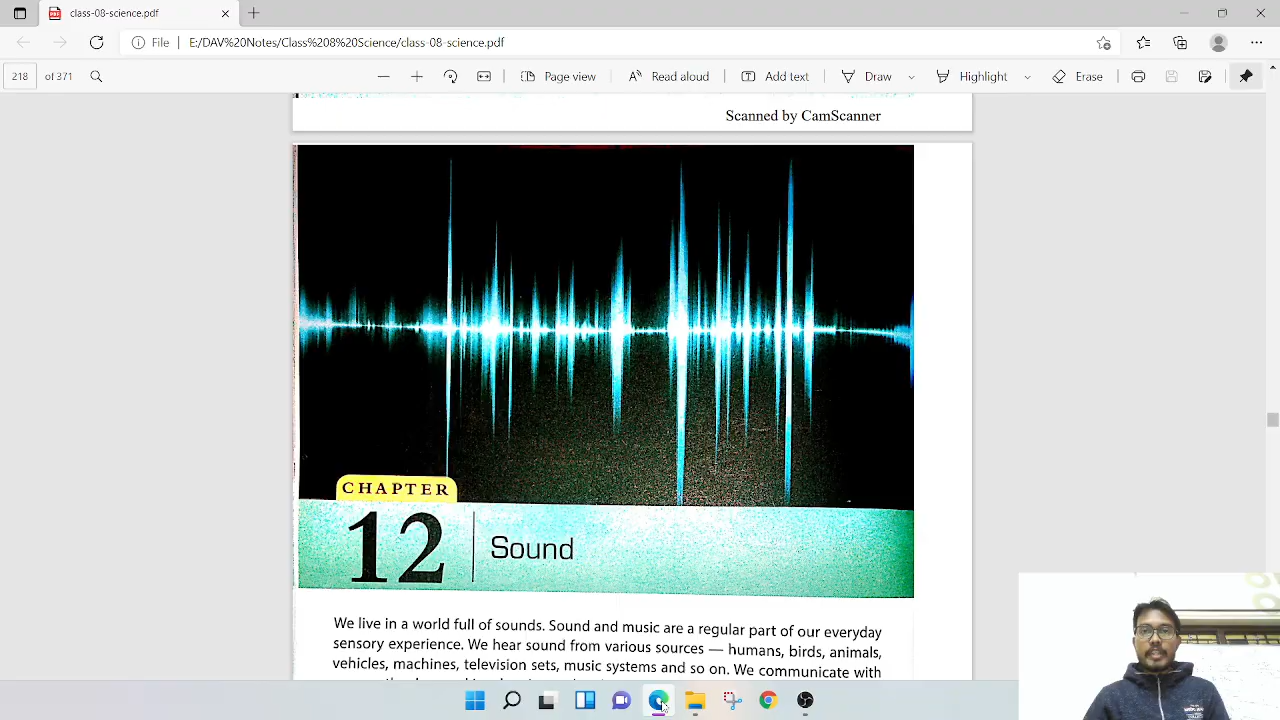 class-08-science.pdf
File
E:/DAV%20Notes/Class%208%20Science/class-08-science.pdf
218 of 371
Page view
Read aloud
Add text
Draw
Highlight
Erase
Scanned by CamScanner
CHAPTER
12
Sound
We live in a world full of sounds. Sound and music are a regular part of our everyday
sensory experience. We hear sound from various sources — humans, birds, animals,
vehicles, machines, television sets, music systems and so on. We communicate with